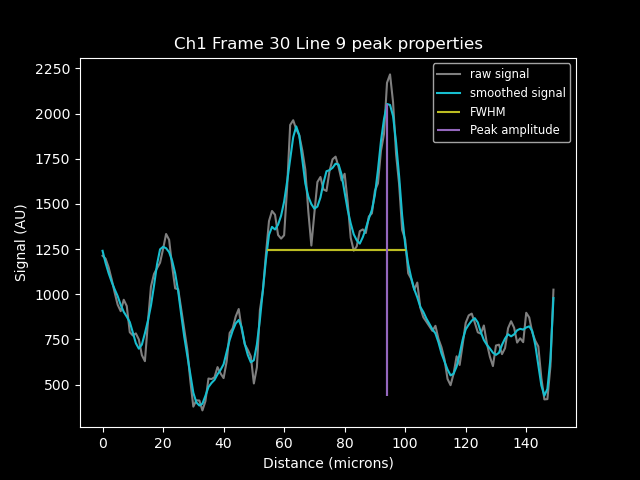 Ch1 Frame 30 Line 9 peak properties
raw signal
smoothed signal
FWHM
Peak amplitude
Signal (AU)
2250
2000
1750
1500
1250
1000
750
500
0 20 40 60 80 100 120 140
Distance (microns)